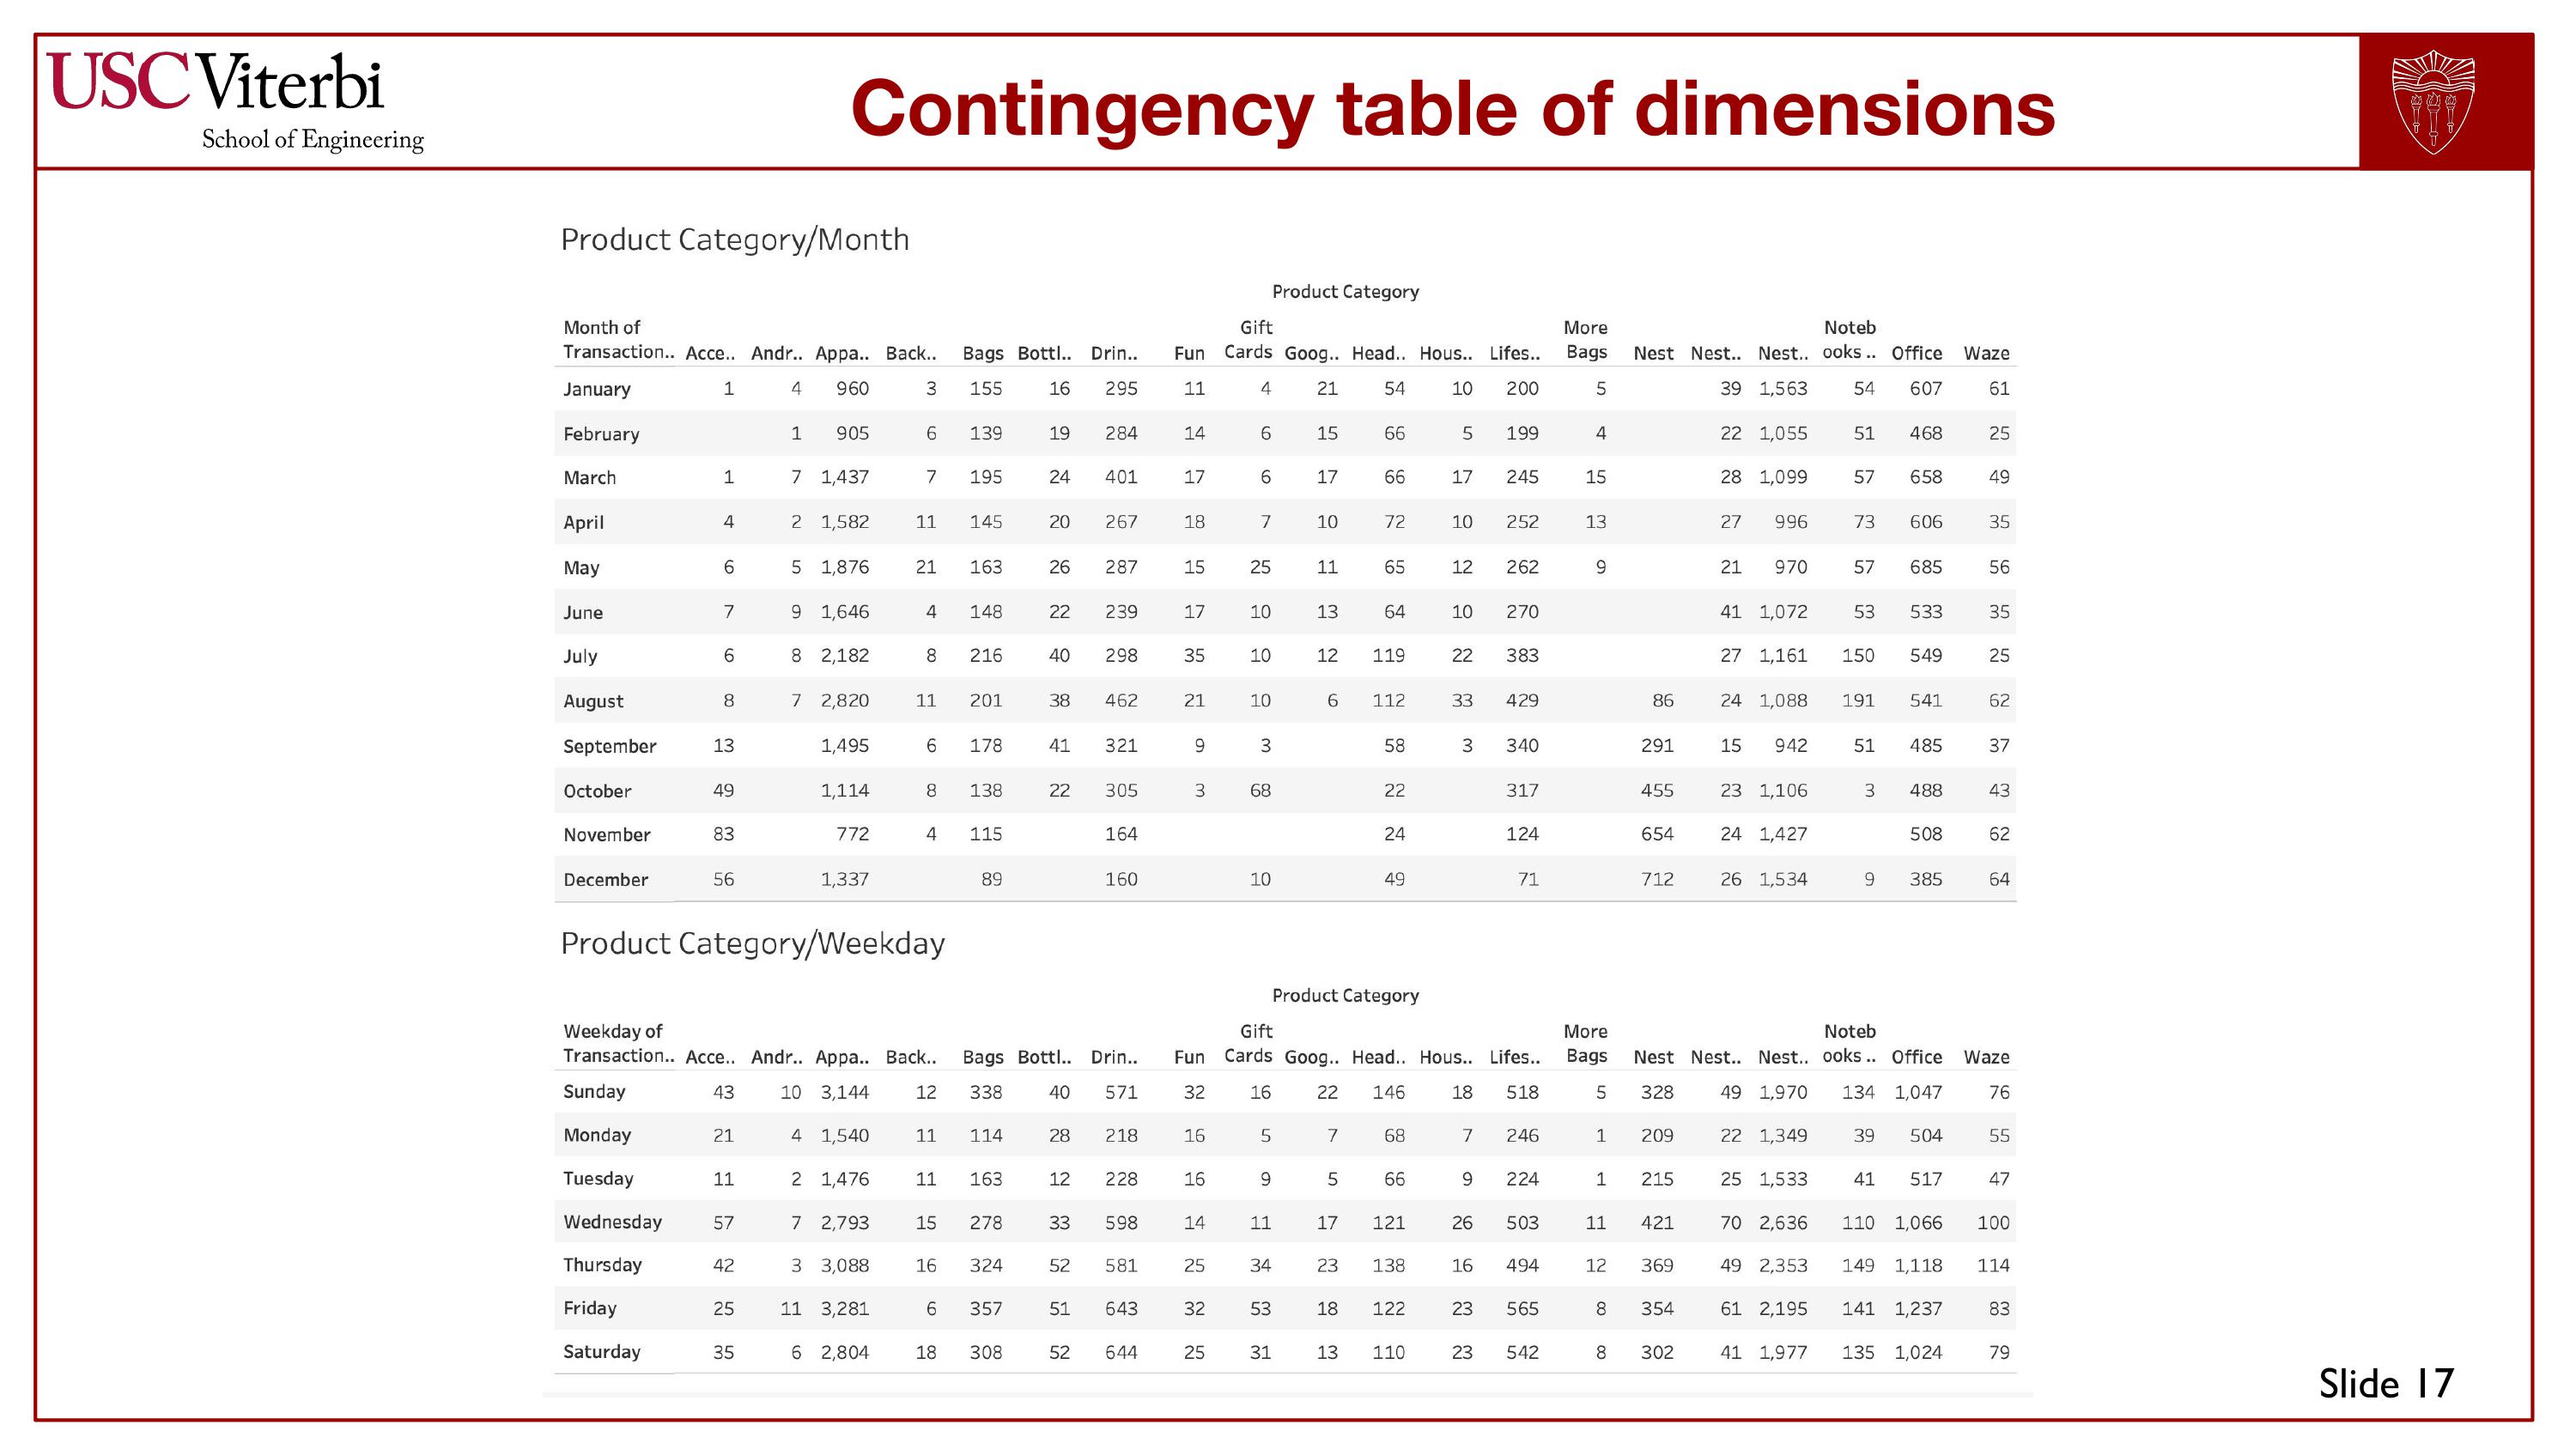 USC Viterbi
School of Engineering
Contingency table of dimensions
Product Category/Month
Product Category
Month of Gift More Noteb
Transaction.. Acce.. Andr.. Appa.. Back.. Bags Bottl.. Drin.. Fun Cards Goog.. Head.. Hous.. Lifes.. Bags Nest Nest.. Nest.. ooks .. Office Waze
January 1 4 960 3 155 16 295 11 4 21 54 10 200 5 39 1,563 54 607 61
February 1 905 6 139 19 284 14 6 15 66 5 199 4 22 1,055 51 468 25
March 1 7 1,437 7 195 24 401 17 6 17 66 17 245 15 28 1,099 57 658 49
April 4 2 1,582 11 145 20 267 18 7 10 72 10 252 13 27 996 73 606 35
May 6 5 1,876 21 163 26 287 15 25 11 65 12 262 9 21 970 57 685 56
June 7 9 1,646 4 148 22 239 17 10 13 64 10 270 41 1,072 53 533 35
July 6 8 2,182 8 216 40 298 35 10 12 119 22 383 27 1,161 150 549 25
August 8 7 2,820 11 201 38 462 21 10 6 112 33 429 86 24 1,088 191 541 62
September 13 1,495 6 178 41 321 9 3 58 3 340 291 15 942 51 485 37
October 49 1,114 8 138 22 305 3 68 22 317 455 23 1,106 3 488 43
November 83 772 4 115 164 24 124 654 24 1,427 508 62
December 56 1,337 89 160 10 49 71 712 26 1,534 9 385 64
Product Category/Weekday
Product Category
Weekday of Gift More Noteb
Transaction.. Acce.. Andr.. Appa.. Back.. Bags Bottl.. Drin.. Fun Cards Goog.. Head.. Hous.. Lifes.. Bags Nest Nest.. Nest.. ooks .. Office Waze
Sunday 43 10 3,144 12 338 40 571 32 16 22 146 18 518 5 328 49 1,970 134 1,047 76
Monday 21 4 1,540 11 114 28 218 16 5 7 68 7 246 1 209 22 1,349 39 504 55
Tuesday 11 2 1,476 11 163 12 228 16 9 5 66 9 224 1 215 25 1,533 41 517 47
Wednesday 57 7 2,793 15 278 33 598 14 11 17 121 26 503 11 421 70 2,636 110 1,066 100
Thursday 42 3 3,088 16 324 52 581 25 34 23 138 16 494 12 369 49 2,353 149 1,118 114
Friday 25 11 3,281 6 357 51 643 32 53 18 122 23 565 8 354 61 2,195 141 1,237 83
Saturday 35 6 2,804 18 308 52 644 25 31 13 110 23 542 8 302 41 1,977 135 1,024 79
Slide 17